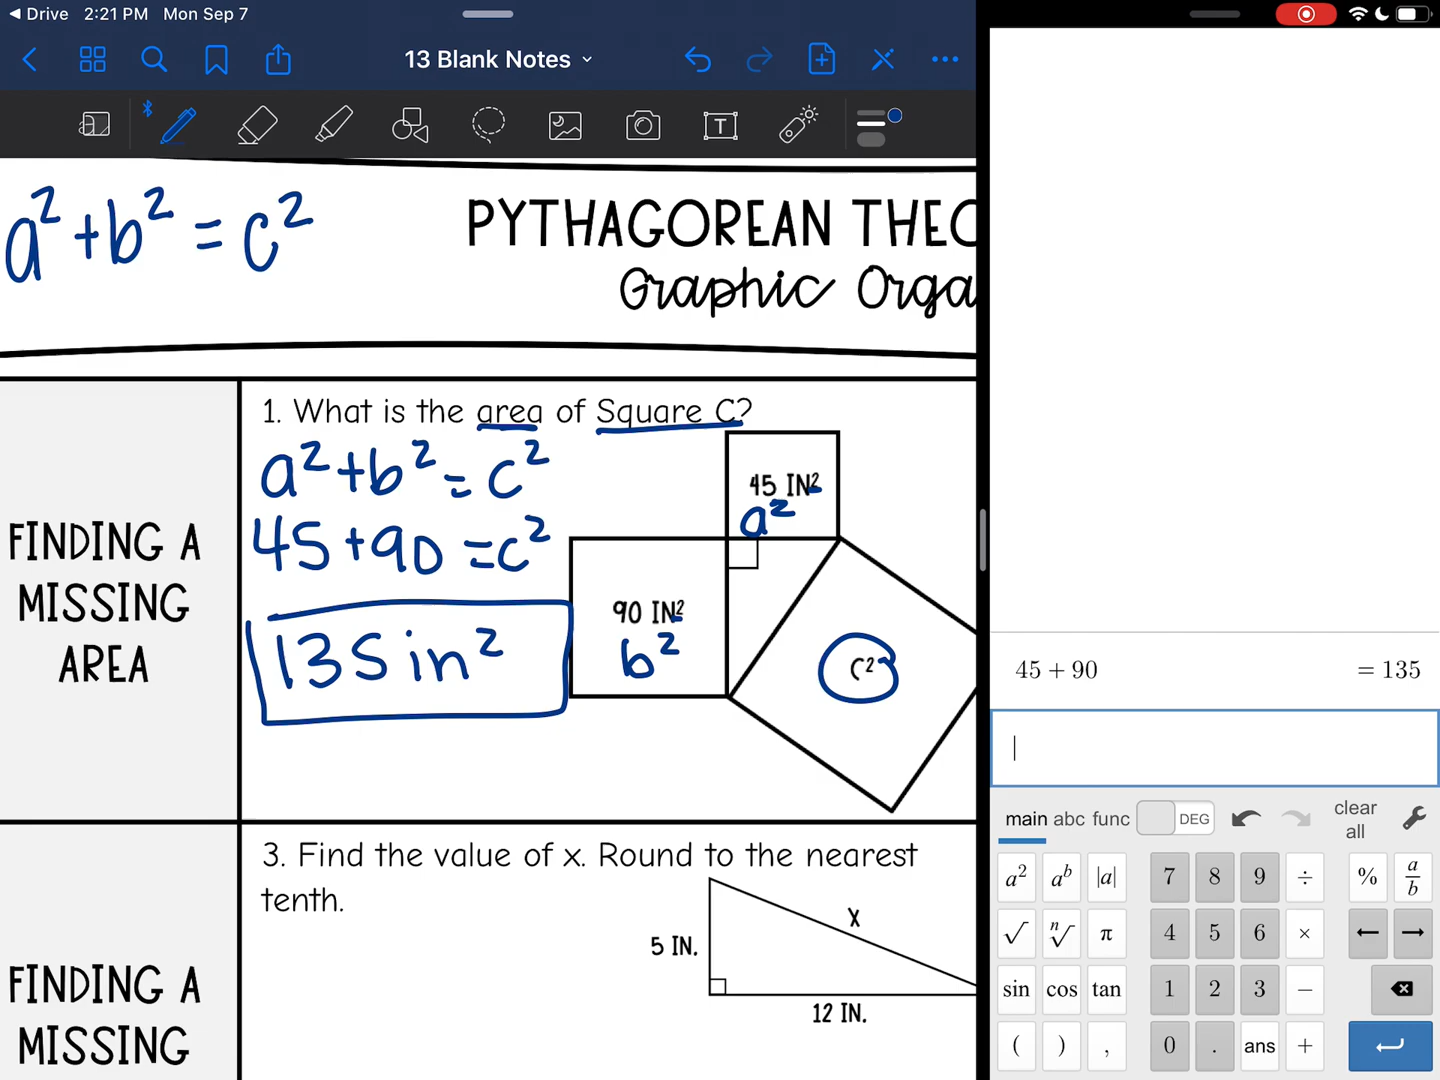 Drive 2:21 PM Mon Sep 7
13 Blank Notes
a² + b² = c²
PYTHAGOREAN THEO
Graphic Orga
FINDING A
MISSING
AREA
1. What is the area of Square C?
a² + b² = c²
45 + 90 = c²
135 in²
45 IN²
a²
90 IN²
b²
C²
FINDING A
MISSING
3. Find the value of x. Round to the nearest
tenth.
X
5 IN.
12 IN.
45 + 90 = 135
main abc func DEG clear all
a² aᵇ |a| 7 8 9 ÷ % a/b
√ ⁿ√ π 4 5 6 × ← →
sin cos tan 1 2 3 −
( ) , 0 . ans +